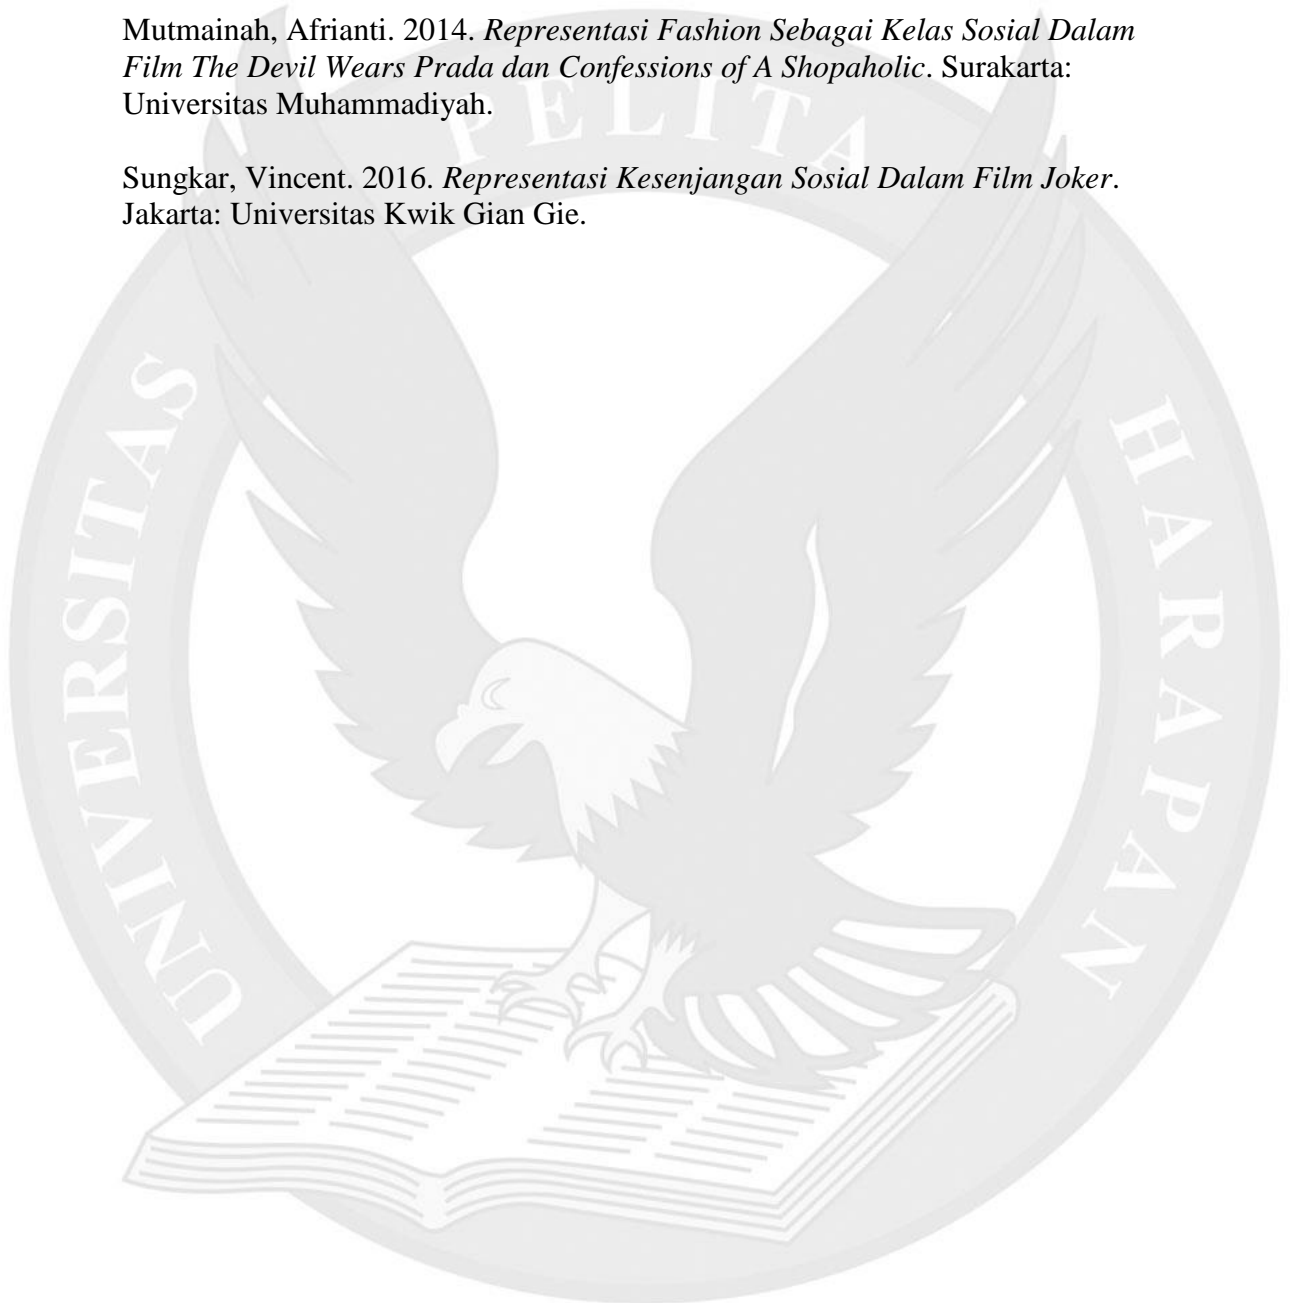 Mutmainah, Afrianti. 2014. Representasi Fashion Sebagai Kelas Sosial Dalam
Film The Devil Wears Prada dan Confessions of A Shopaholic. Surakarta:
Universitas Muhammadiyah.
Sungkar, Vincent. 2016. Representasi Kesenjangan Sosial Dalam Film Joker.
Jakarta: Universitas Kwik Gian Gie.
UNIVERSITAS
PELITA
HARAPAN